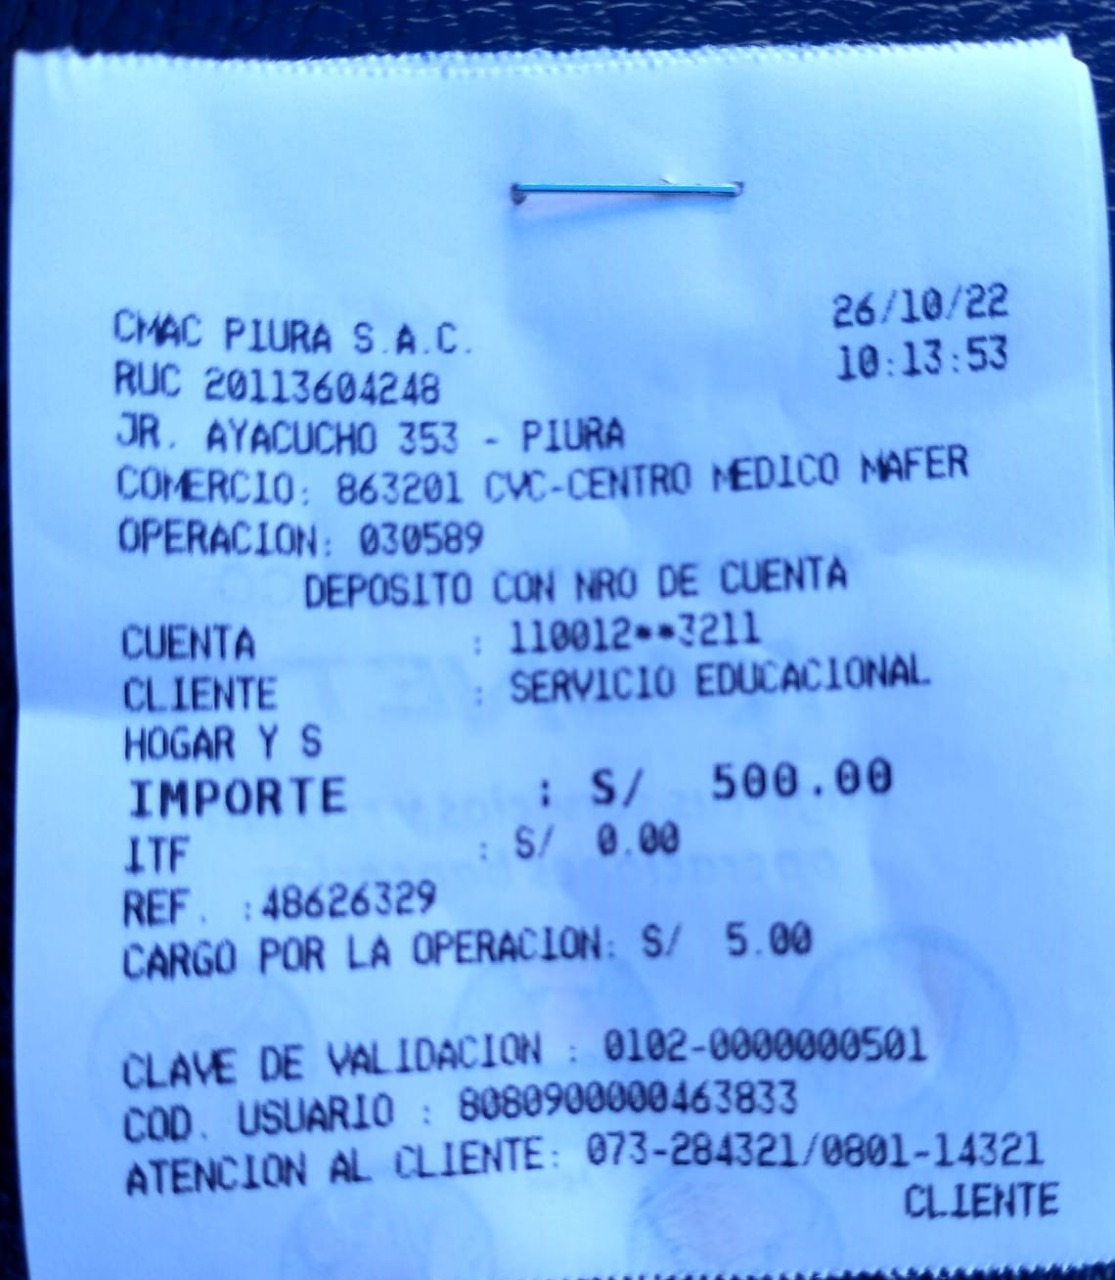 CMAC PIURA S.A.C. 26/10/22
RUC 20113604248 10:13:53
JR. AYACUCHO 353 - PIURA
COMERCIO: 863201 CVC-CENTRO MEDICO MAFER
OPERACION: 030589
DEPOSITO CON NRO DE CUENTA
CUENTA : 110012**3211
CLIENTE : SERVICIO EDUCACIONAL
HOGAR Y S
IMPORTE : S/ 500.00
ITF : S/ 0.00
REF. :48626329
CARGO POR LA OPERACION: S/ 5.00
CLAVE DE VALIDACION : 0102-0000000501
COD. USUARIO : 8080900000463833
ATENCION AL CLIENTE: 073-284321/0801-14321
CLIENTE